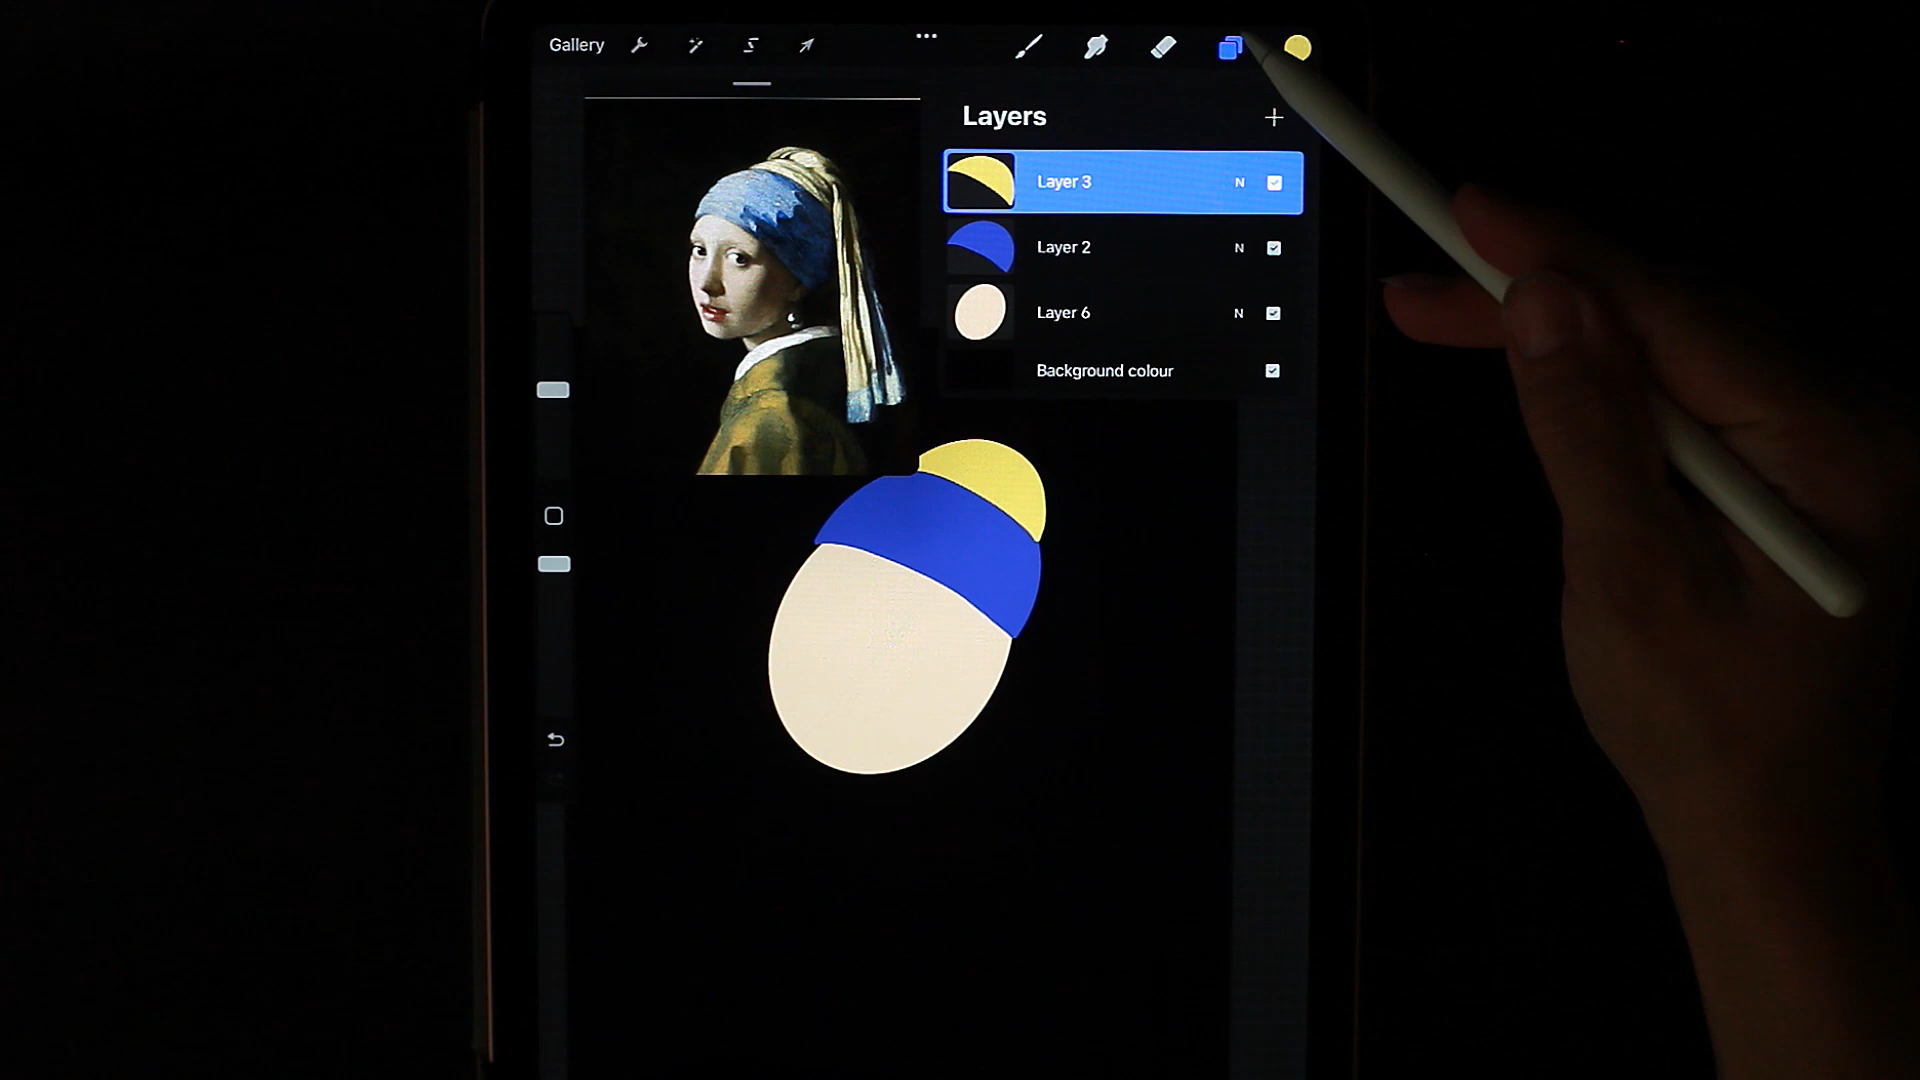 Gallery
Layers
Layer 3 N
Layer 2 N
Layer 6 N
Background colour